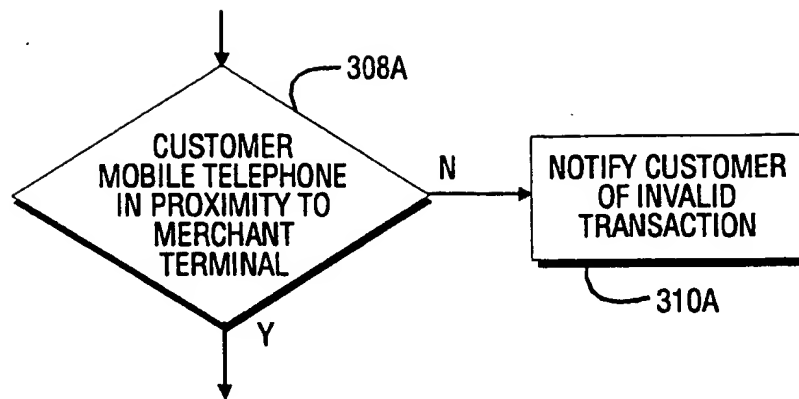 308A
CUSTOMER
MOBILE TELEPHONE
IN PROXIMITY TO
MERCHANT
TERMINAL
N
NOTIFY CUSTOMER
OF INVALID
TRANSACTION
310A
Y